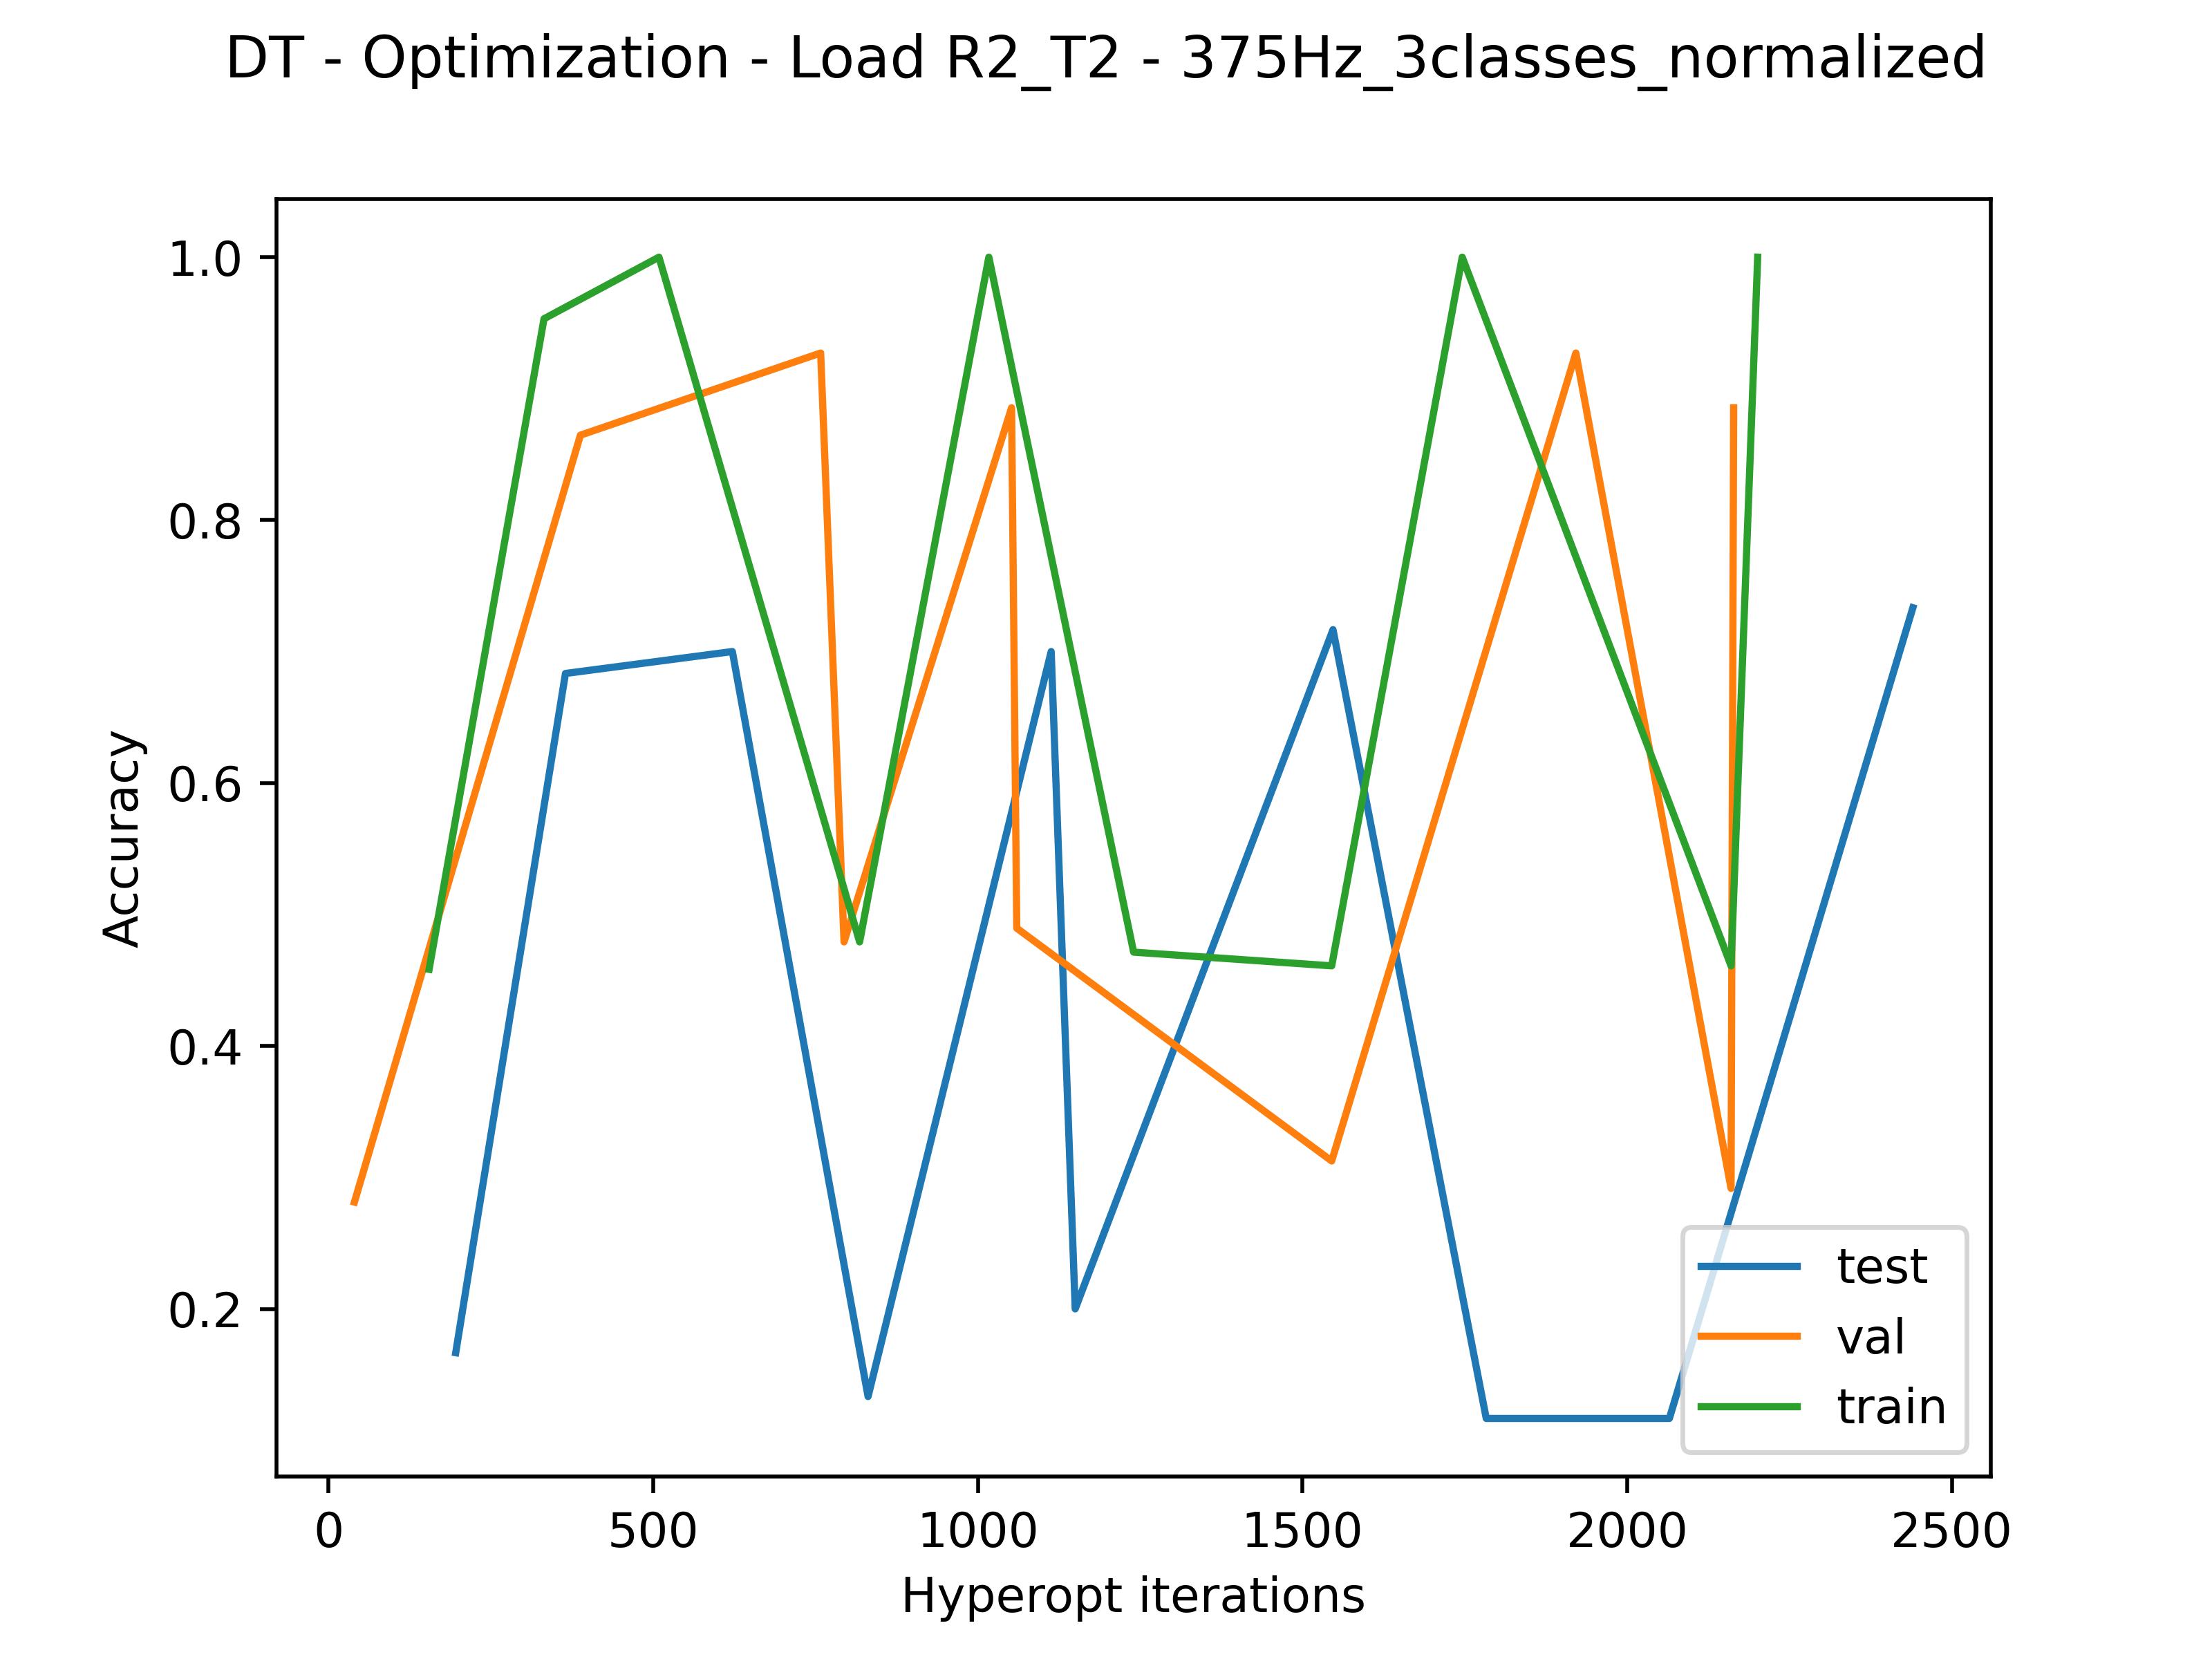 DT - Optimization - Load R2_T2 - 375Hz_3classes_normalized
1.0
0.8
0.6
0.4
0.2
Accuracy
test
val
train
0 500 1000 1500 2000 2500
Hyperopt iterations